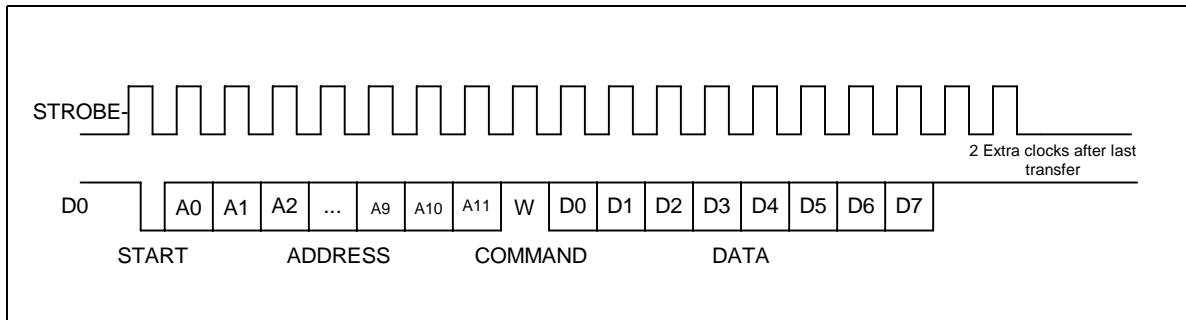 STROBE-
2 Extra clocks after last
transfer
D0 A0 A1 A2 ... A9 A10 A11 W D0 D1 D2 D3 D4 D5 D6 D7
START ADDRESS COMMAND DATA